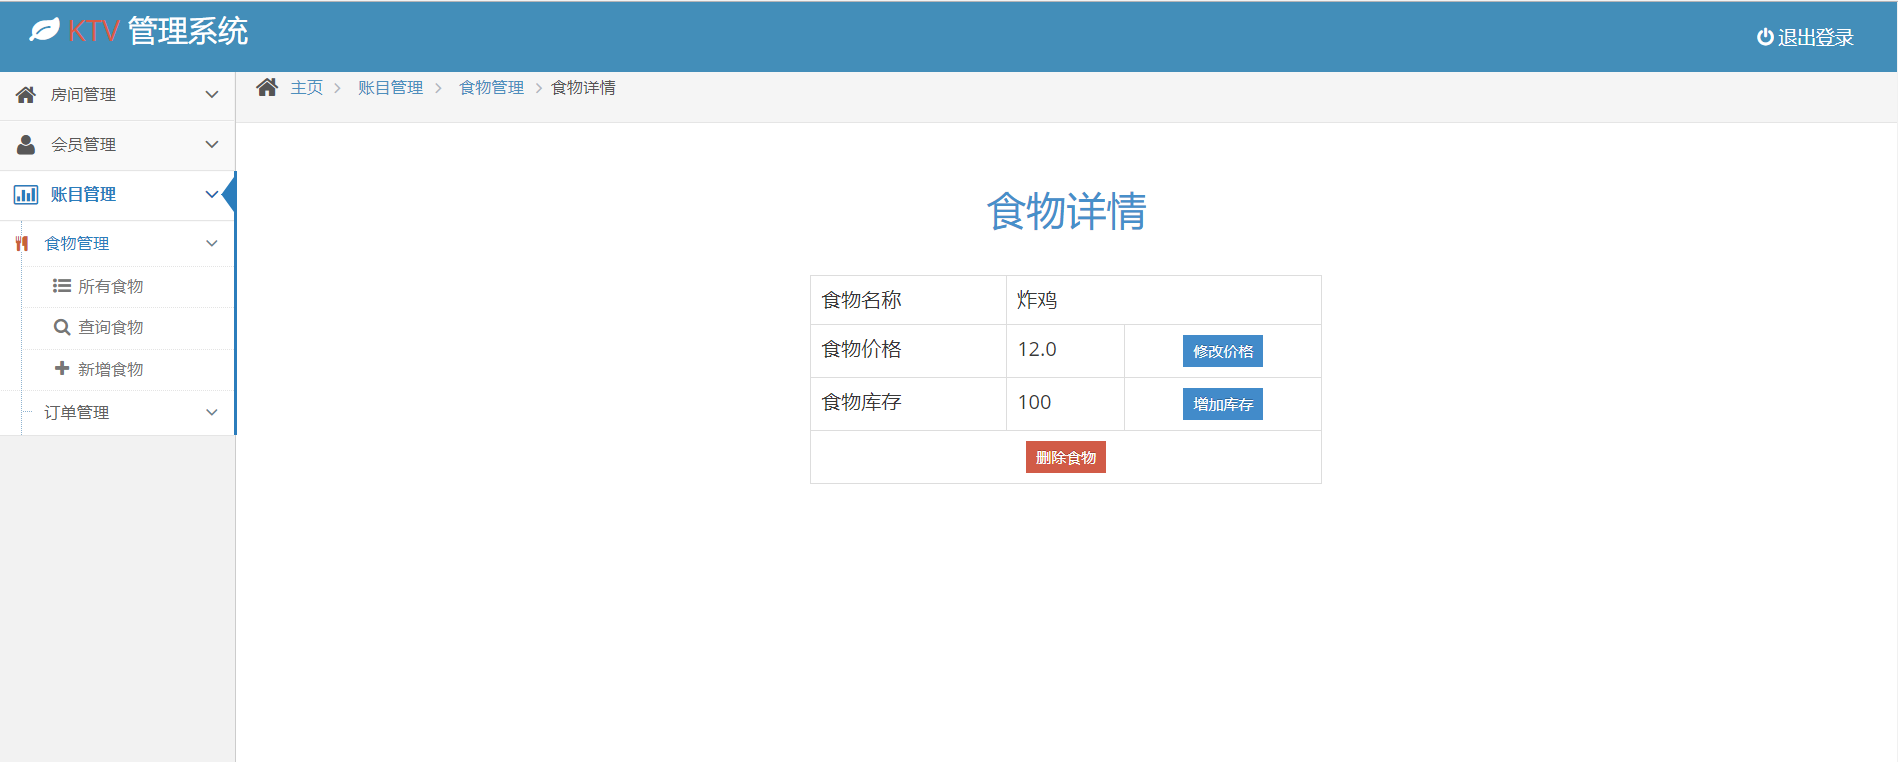 KTV 管理系统
退出登录
房间管理
会员管理
账目管理
食物管理
所有食物
查询食物
新增食物
订单管理
主页 账目管理 食物管理 食物详情
食物详情
食物名称 炸鸡
食物价格 12.0 修改价格
食物库存 100 增加库存
删除食物